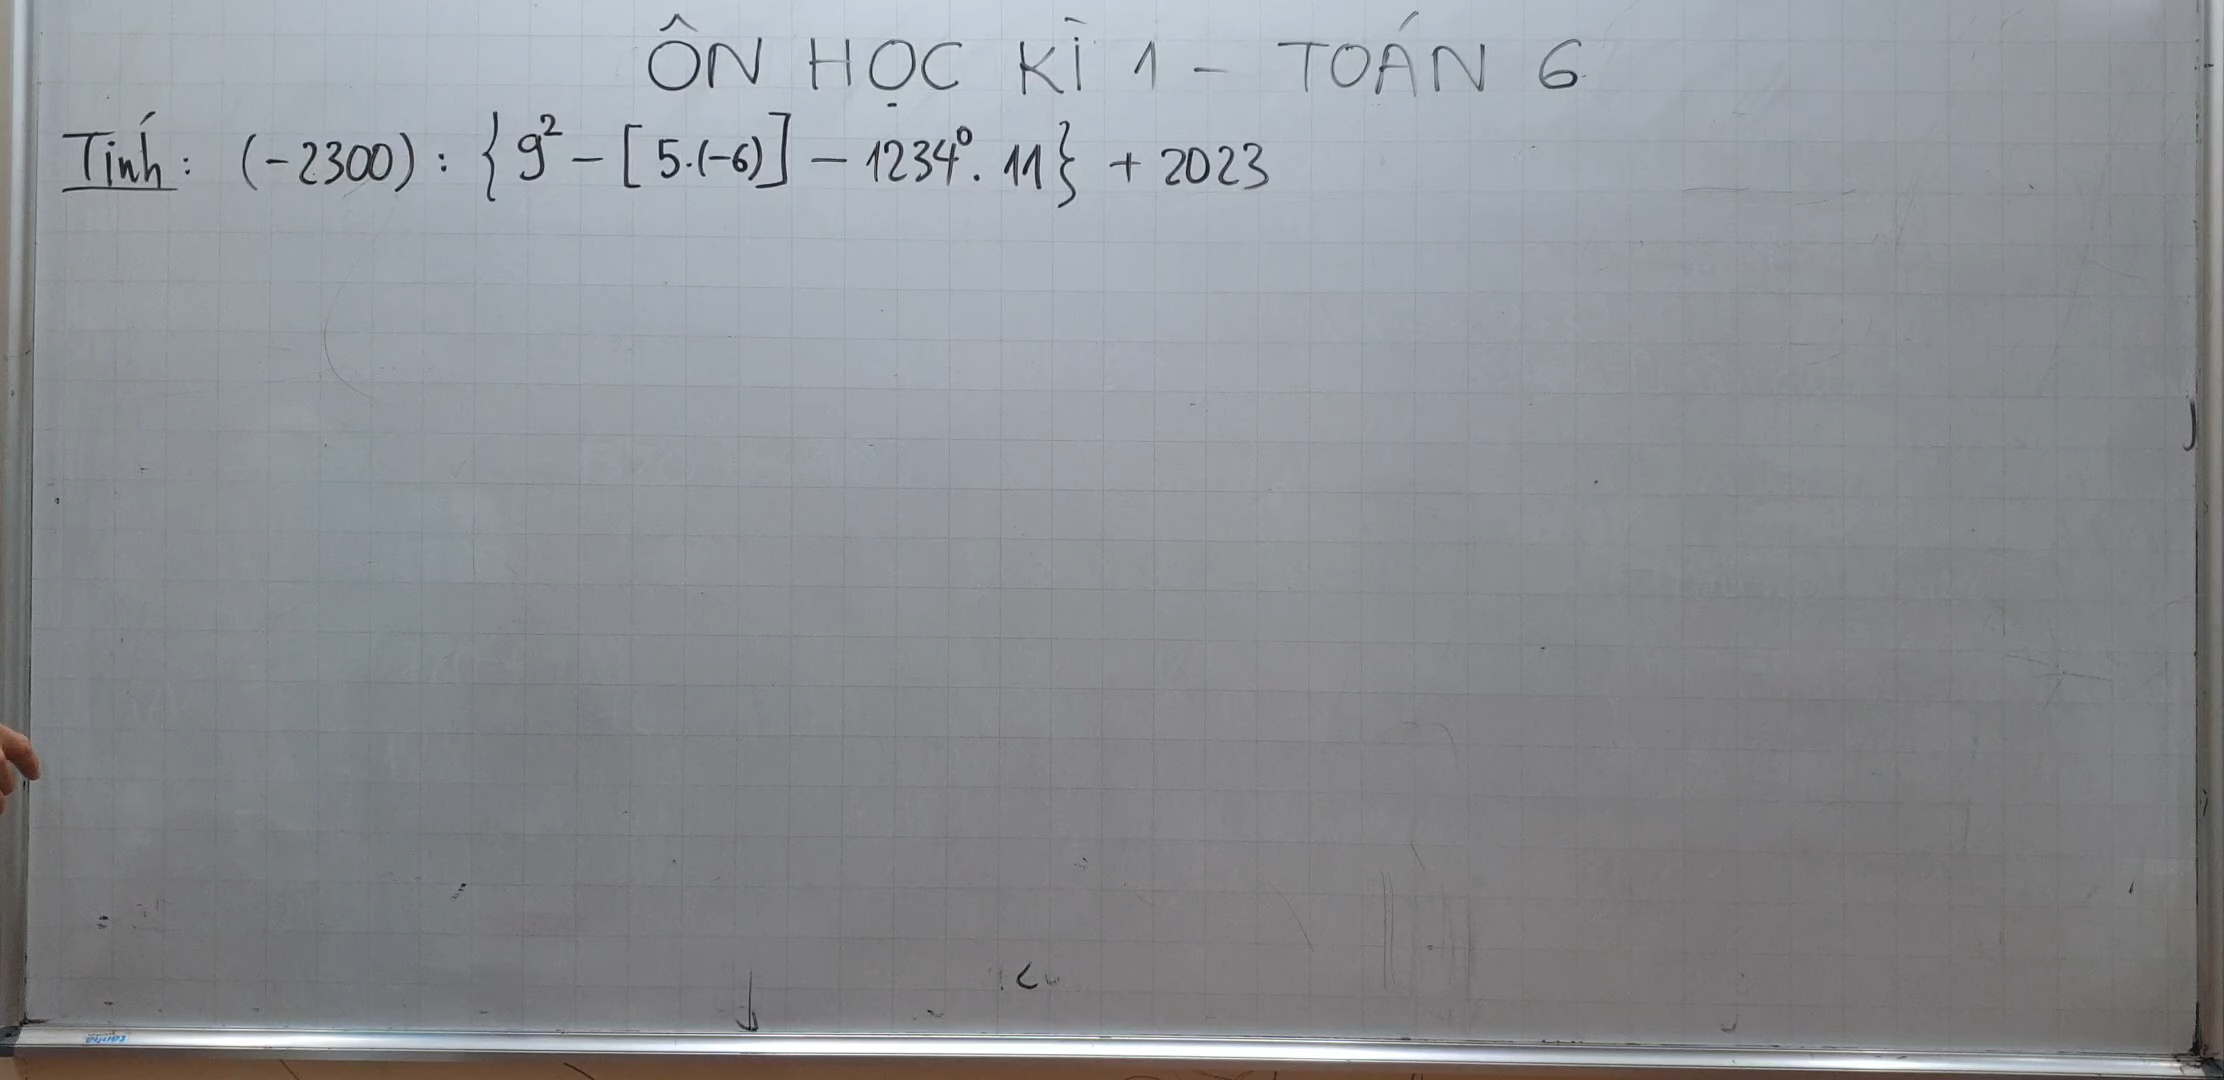 ÔN HỌC KÌ 1 - TOÁN 6
Tính: (-2300) : {9² - [5.(-6)] - 1234⁰. 11} + 2023